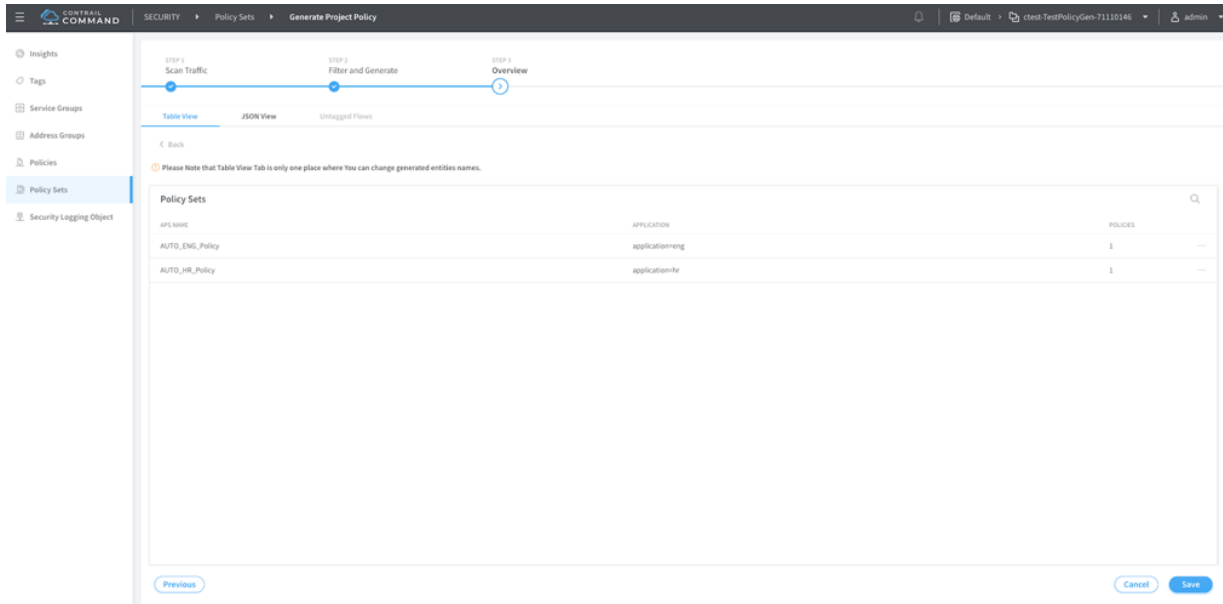 CONTRAIL COMMAND
SECURITY Policy Sets Generate Project Policy
Default ctest-TestPolicyGen-71110146 admin
Insights
Tags
Service Groups
Address Groups
Policies
Policy Sets
Security Logging Object
STEP 1 STEP 2 STEP 3
Scan Traffic Filter and Generate Overview
Table View JSON View Untagged Flows
Back
Please Note that Table View Tab is only one place where You can change generated entities names.
Policy Sets
APS NAME APPLICATION POLICIES
AUTO_ENG_Policy application=eng 1
AUTO_HR_Policy application=hr 1
Previous Cancel Save